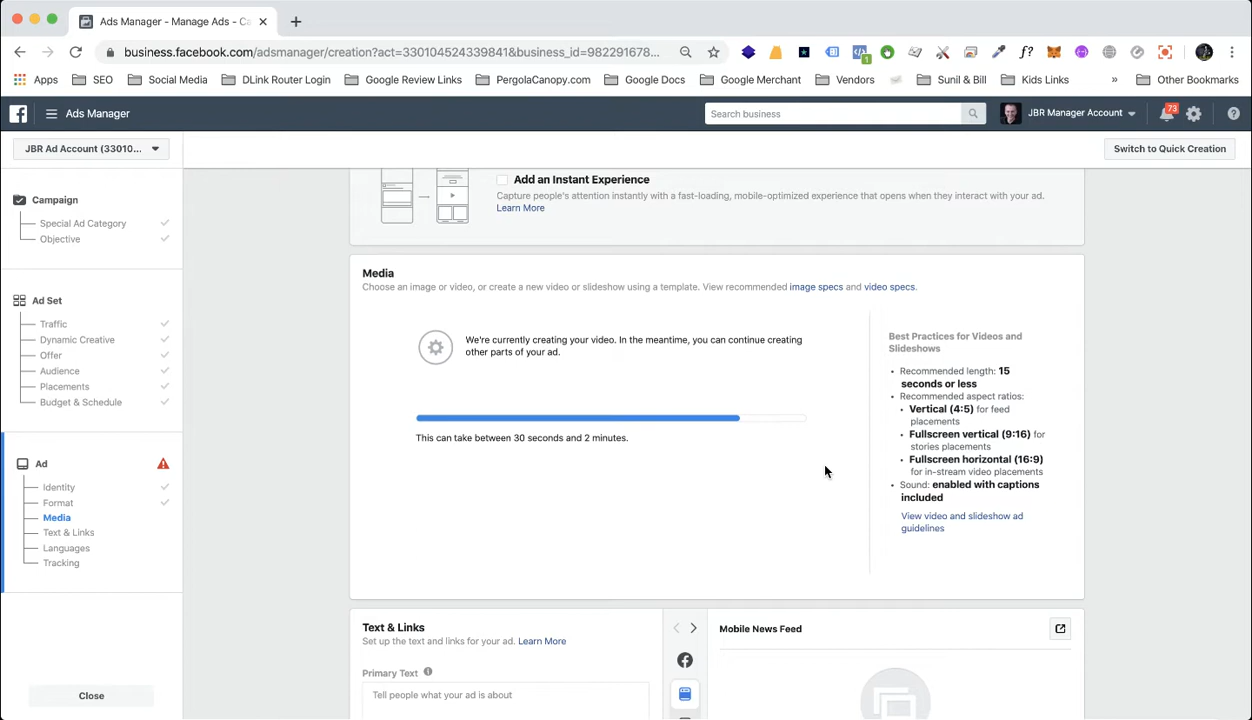 Ads Manager - Manage Ads - Ca
business.facebook.com/adsmanager/creation?act=330104524339841&business_id=982291678...
1
Apps
SEO
Social Media
DLink Router Login
Google Review Links
PergolaCanopy.com
Google Docs
Google Merchant
Vendors
Sunil & Bill
Kids Links
»
Other Bookmarks
Ads Manager
Search business
JBR Manager Account
73
JBR Ad Account (33010...
Switch to Quick Creation
Campaign
Special Ad Category
Objective
Ad Set
Traffic
Dynamic Creative
Offer
Audience
Placements
Budget & Schedule
Ad
Identity
Format
Media
Text & Links
Languages
Tracking
Close
Add an Instant Experience
Capture people's attention instantly with a fast-loading, mobile-optimized experience that opens when they interact with your ad.
Learn More
Media
Choose an image or video, or create a new video or slideshow using a template. View recommended image specs and video specs.
We're currently creating your video. In the meantime, you can continue creating
other parts of your ad.
This can take between 30 seconds and 2 minutes.
Best Practices for Videos and
Slideshows
• Recommended length: 15
seconds or less
• Recommended aspect ratios:
• Vertical (4:5) for feed
placements
• Fullscreen vertical (9:16) for
stories placements
• Fullscreen horizontal (16:9)
for in-stream video placements
• Sound: enabled with captions
included
View video and slideshow ad
guidelines
Text & Links
Set up the text and links for your ad. Learn More
Primary Text
Tell people what your ad is about
Mobile News Feed